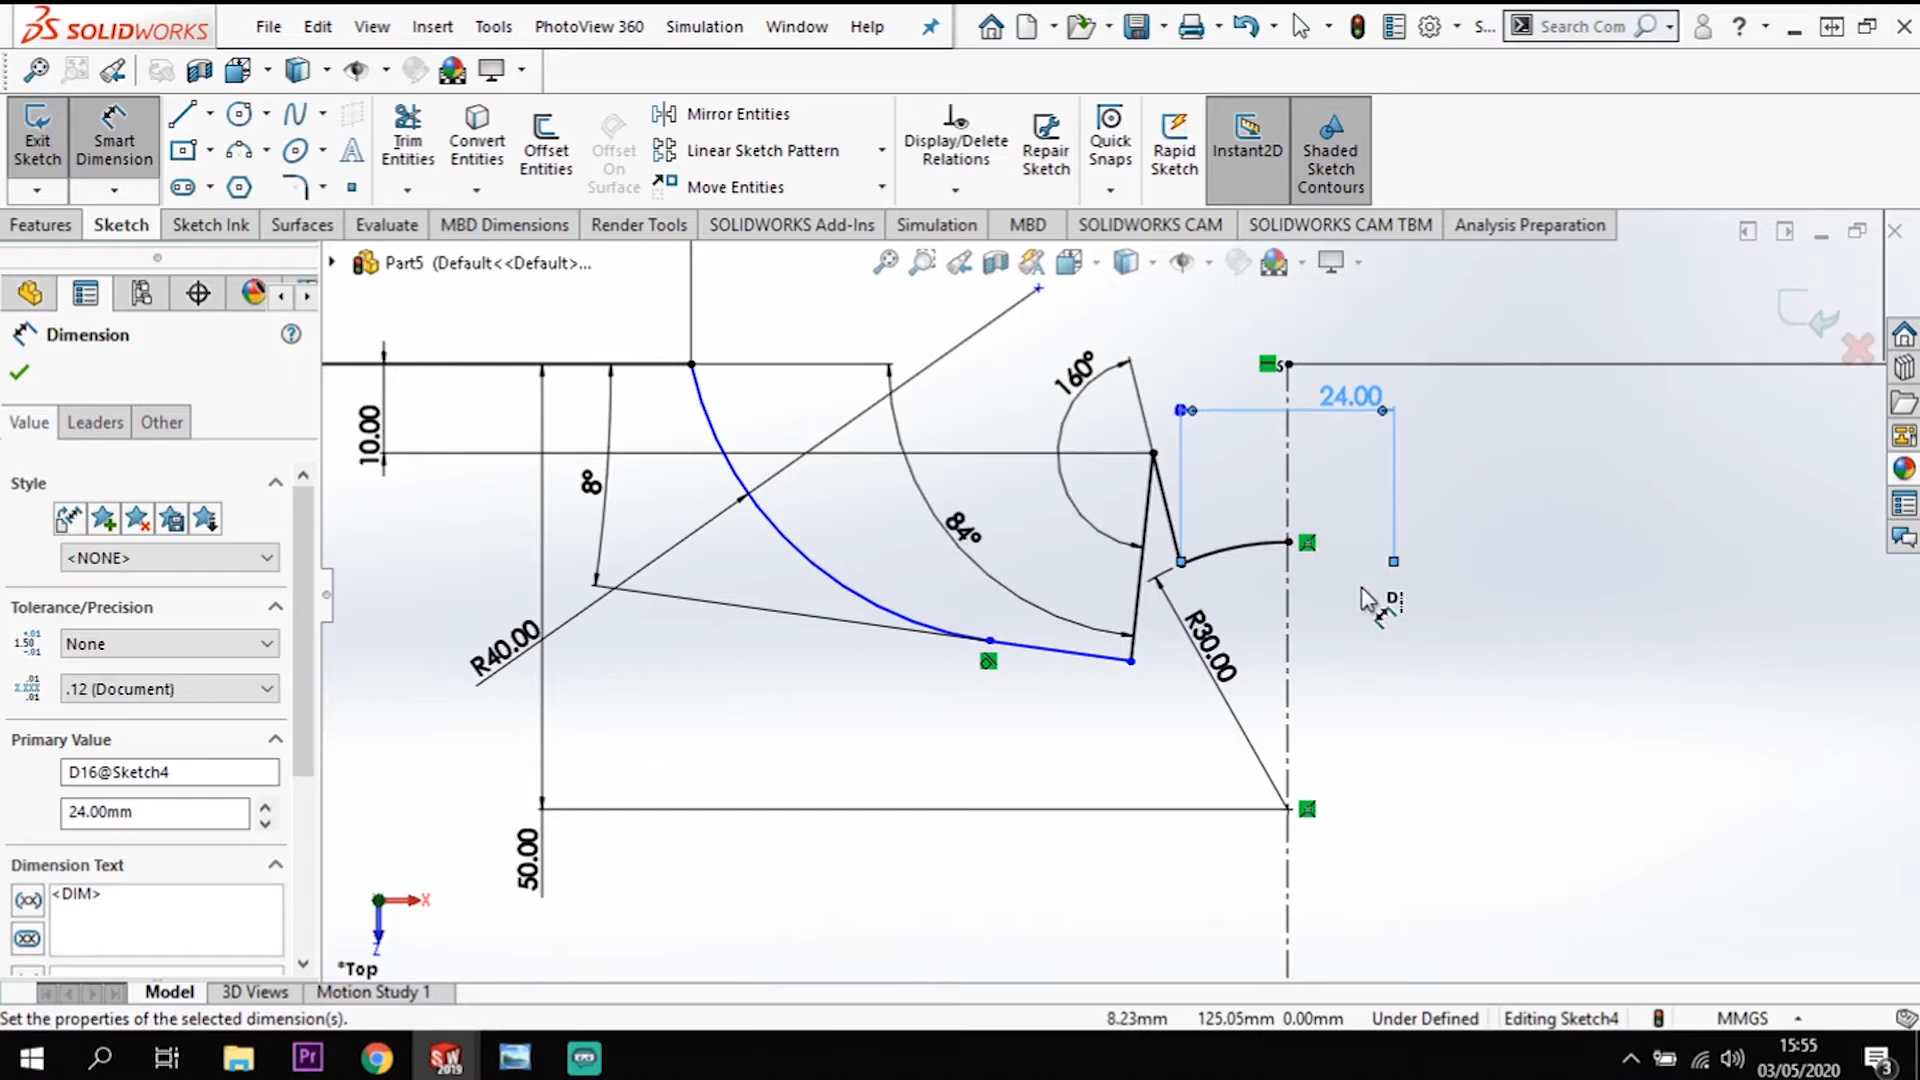 SOLIDWORKS File Edit View Insert Tools PhotoView 360 Simulation Window Help S... Search Com
Exit Sketch Smart Dimension Trim Entities Convert Entities Offset Entities Offset On Surface Mirror Entities Linear Sketch Pattern Move Entities Display/Delete Relations Repair Sketch Quick Snaps Rapid Sketch Instant2D Shaded Sketch Contours
Features Sketch Sketch Ink Surfaces Evaluate MBD Dimensions Render Tools SOLIDWORKS Add-Ins Simulation MBD SOLIDWORKS CAM SOLIDWORKS CAM TBM Analysis Preparation
Part5 (Default<<Default>...
Dimension
Value Leaders Other
Style
<NONE>
Tolerance/Precision
None
.12 (Document)
Primary Value
D16@Sketch4
24.00mm
Dimension Text
<DIM>
10.00
8°
R40.00
84°
160°
24.00
R30.00
50.00
X
Z
*Top
Model 3D Views Motion Study 1
Set the properties of the selected dimension(s). 8.23mm 125.05mm 0.00mm Under Defined Editing Sketch4 MMGS
Pr
SW 2019
15:55
03/05/2020
3